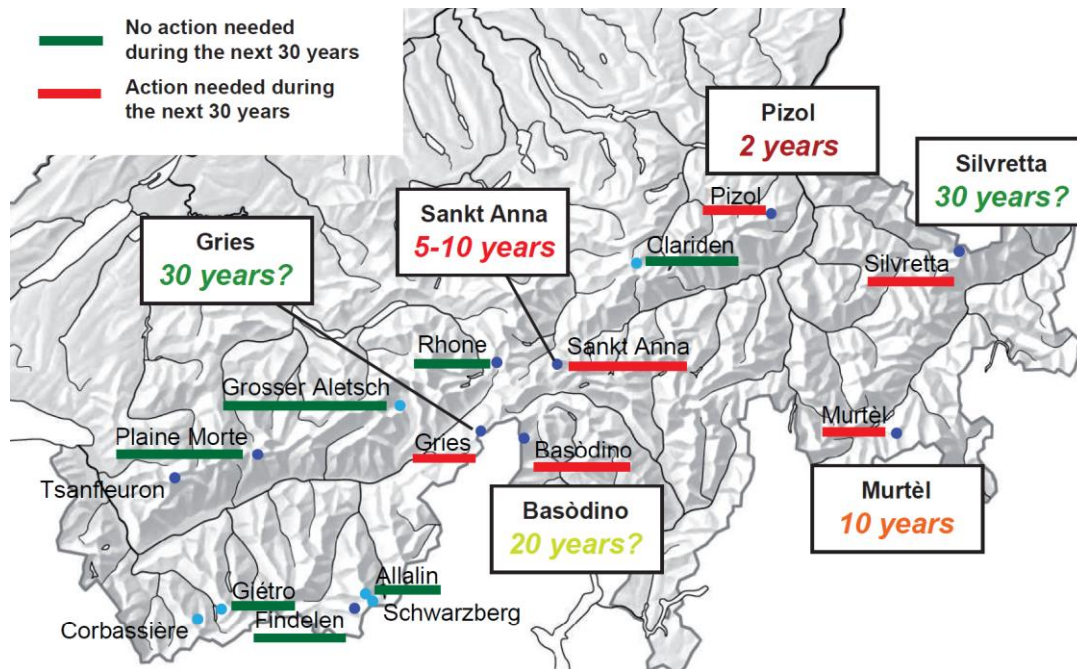 No action needed
during the next 30 years
Action needed during
the next 30 years
Pizol
2 years
Silvretta
30 years?
Sankt Anna
5-10 years
Gries
30 years?
Pizol
Clariden
Silvretta
Rhone
Sankt Anna
Grosser Aletsch
Murtèl
Plaine Morte
Gries
Basòdino
Tsanfleuron
Murtèl
10 years
Basòdino
20 years?
Allalin
Giétro
Schwarzberg
Corbassière
Findelen